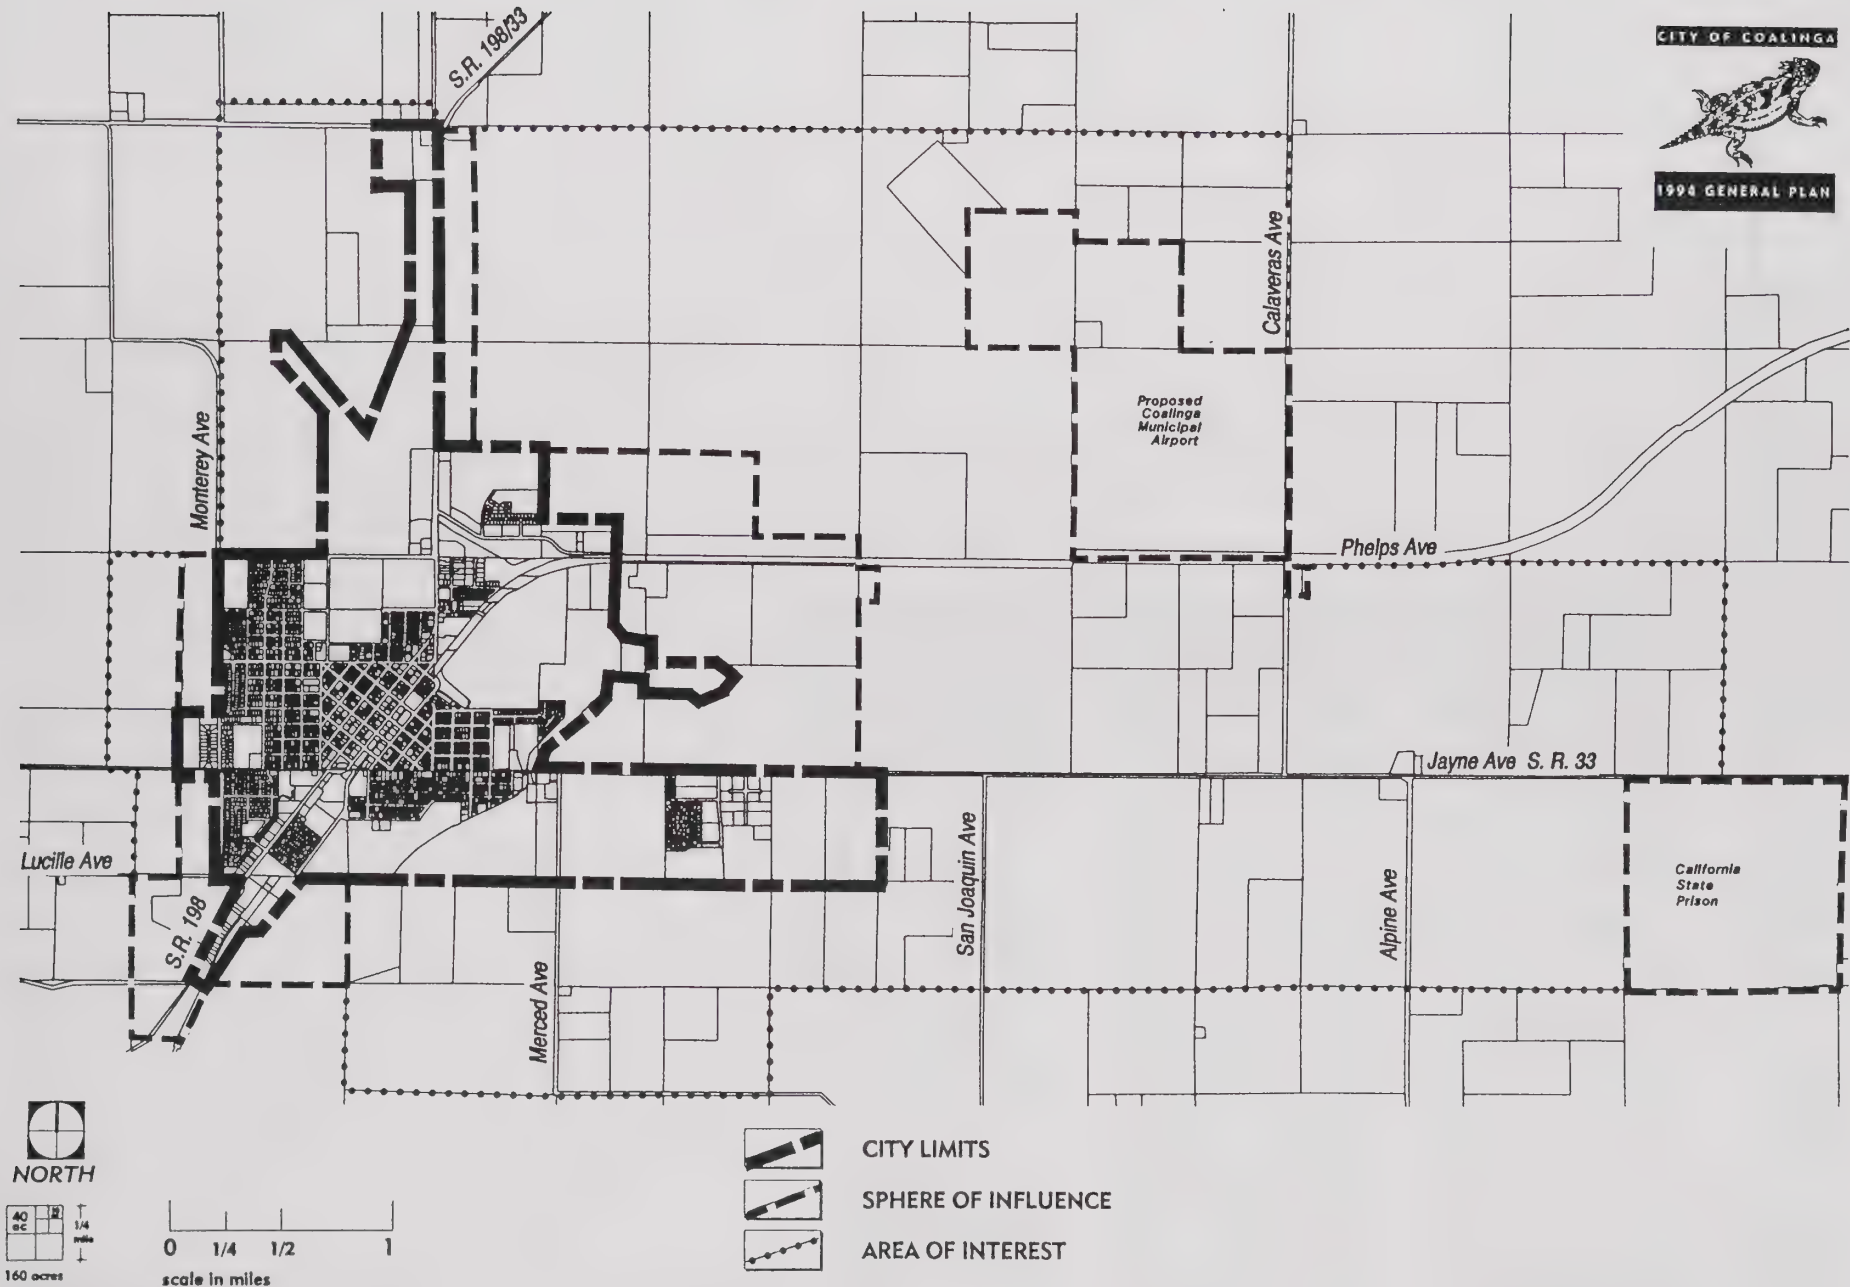 CITY OF COALINGA
1994 GENERAL PLAN
S.R. 198/33
Calaveras Ave
Proposed
Coalinga
Municipal
Airport
Monterey Ave
Phelps Ave
Jayne Ave S. R. 33
Lucille Ave
S.R. 198
Merced Ave
San Joaquin Ave
Alpine Ave
California
State
Prison
NORTH
40
ac
1/4
mile
160 acres
0 1/4 1/2 1
scale in miles
CITY LIMITS
SPHERE OF INFLUENCE
AREA OF INTEREST